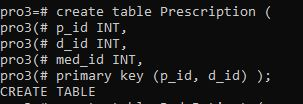 pro3=# create table Prescription (
pro3(# p_id INT,
pro3(# d_id INT,
pro3(# med_id INT,
pro3(# primary key (p_id, d_id) );
CREATE TABLE